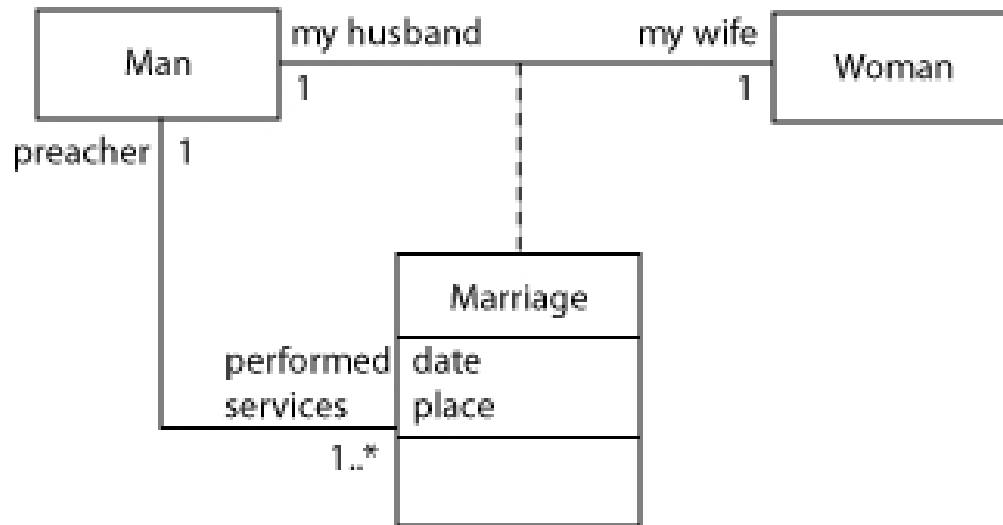 my husband
my wife
Man
Woman
1
1
preacher
1
Marriage
performed
services
date
place
1..*